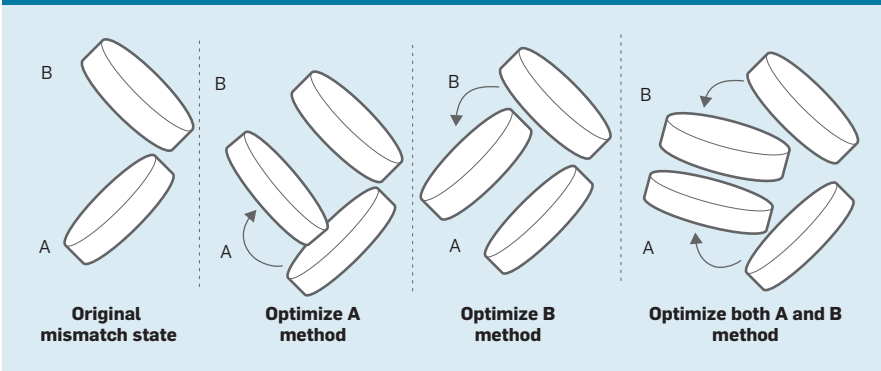 B
A
Original
mismatch state
B
A
Optimize A
method
B
A
Optimize B
method
B
A
Optimize both A and B
method